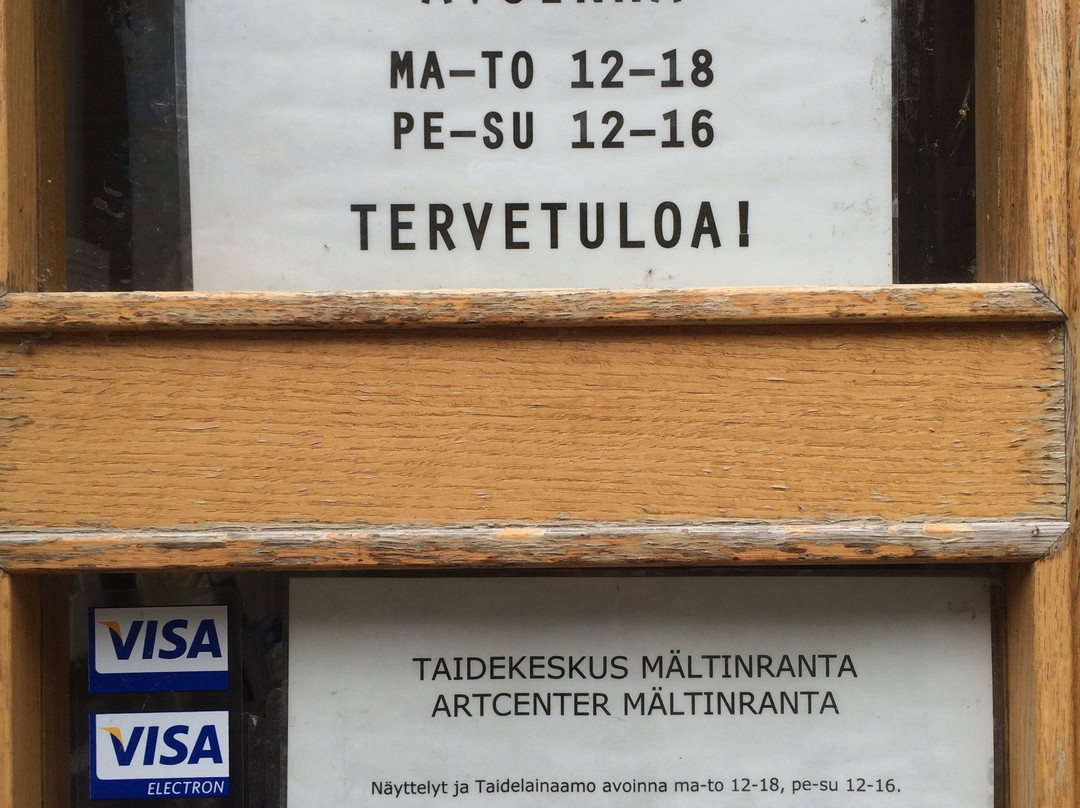 MA–TO 12–18
PE–SU 12–16
TERVETULOA!
VISA
VISA
ELECTRON
TAIDEKESKUS MÄLTINRANTA
ARTCENTER MÄLTINRANTA
Näyttelyt ja Taidelainaamo avoinna ma-to 12-18, pe-su 12-16.